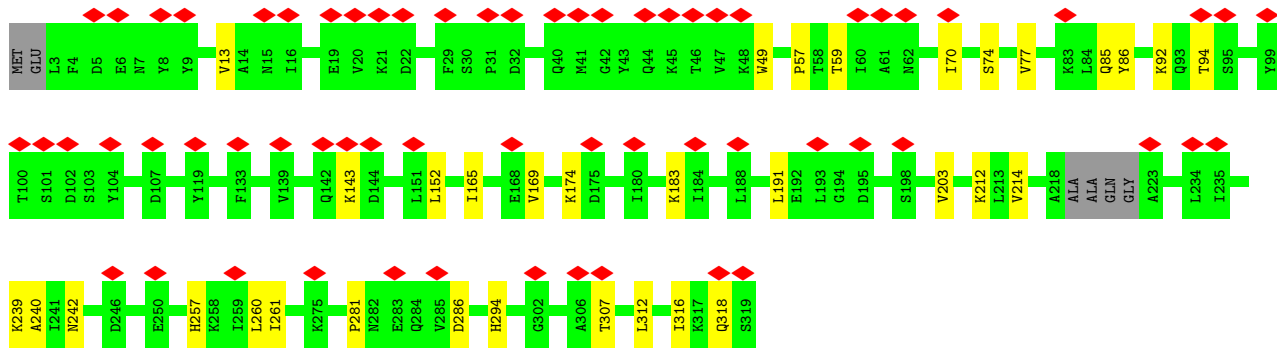 MET GLU L3 F4 D5 E6 N7 Y8 Y9 V13 A14 N15 I16 E19 V20 K21 D22 F29 S30 P31 D32 Q40 M41 G42 Y43 Q44 K45 T46 V47 K48 W49 P57 T58 T59 I60 A61 N62 I70 S74 V77 K83 L84 Q85 Y86 K92 Q93 T94 S95 Y99
T100 S101 D102 S103 Y104 D107 Y119 F133 V139 Q142 K143 D144 L151 L152 I165 E168 V169 K174 D175 I180 K183 I184 L188 L191 E192 L193 G194 D195 S198 V203 K212 L213 V214 A218 ALA ALA GLN GLY A223 L234 I235
K239 A240 I241 N242 D246 E250 H257 K258 I259 L260 I261 K275 P281 N282 E283 Q284 V285 D286 H294 G302 A306 T307 L312 I316 K317 Q318 S319